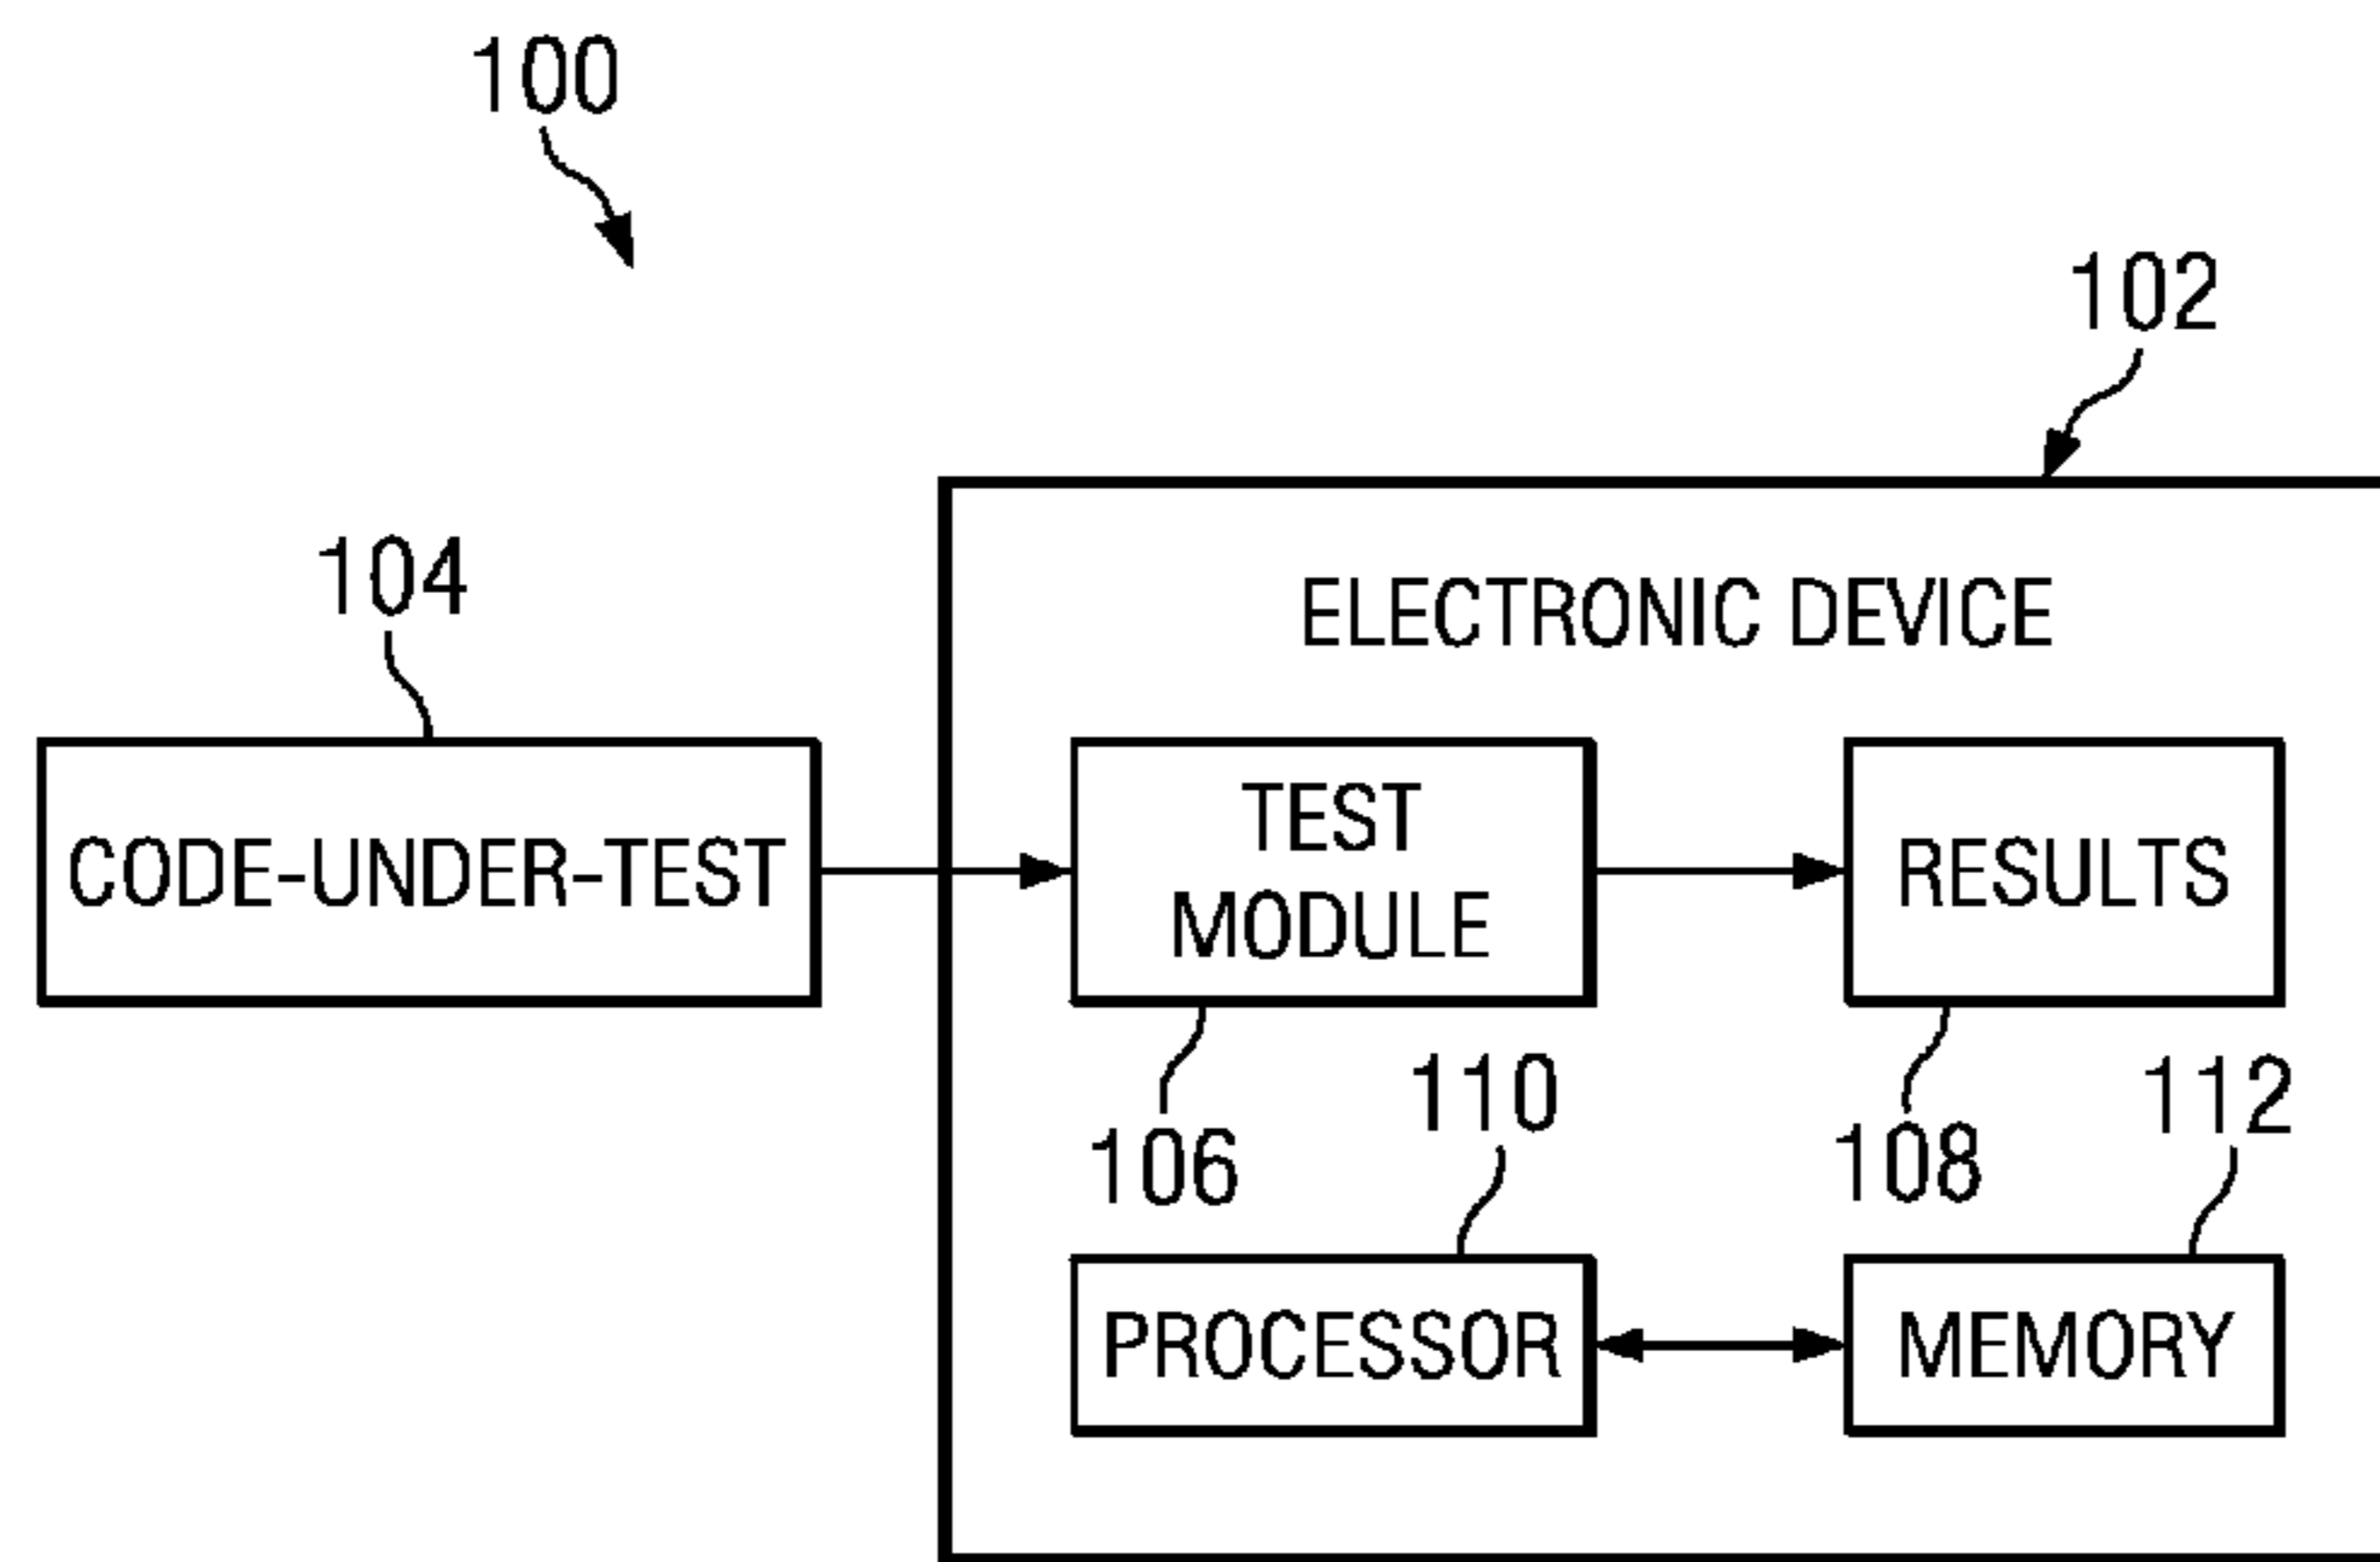 100
102
104
ELECTRONIC DEVICE
CODE-UNDER-TEST
TEST
MODULE
RESULTS
106
110
108
112
PROCESSOR
MEMORY